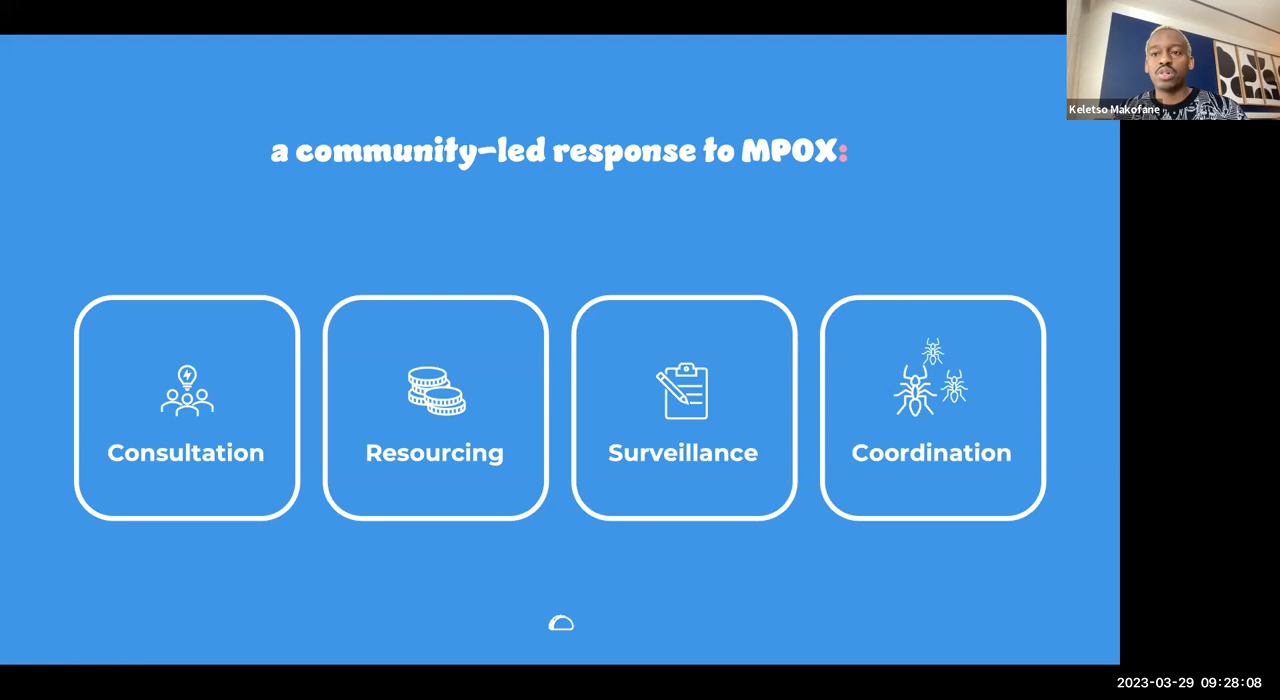 Keletso Makofane
a community-led response to MPOX:
Consultation
Resourcing
Surveillance
Coordination
2023-03-29 09:28:08